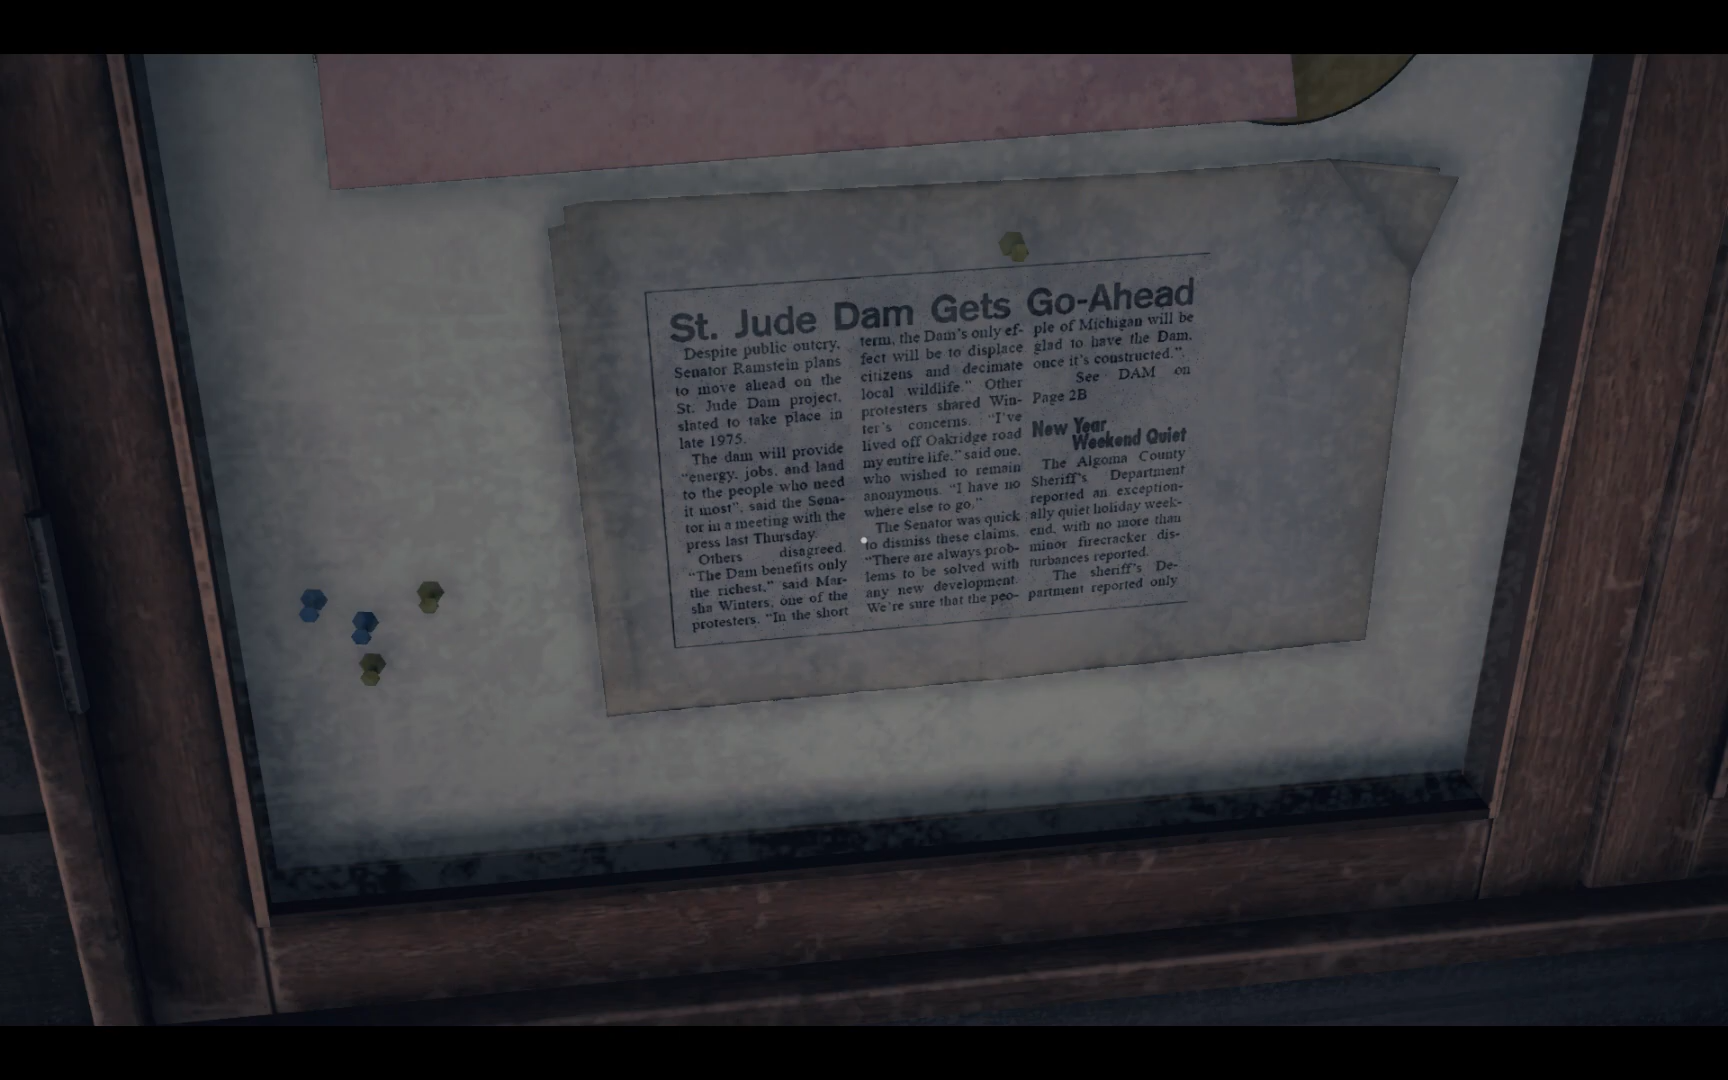 St. Jude Dam Gets Go-Ahead
Despite public outcry,
Senator Ramstein plans
to move ahead on the
St. Jude Dam project,
slated to take place in
late 1975.
The dam will provide
"energy, jobs, and land
to the people who need
it most", said the Sena-
tor in a meeting with the
press last Thursday.
Others disagreed.
"The Dam benefits only
the richest," said Mar-
sha Winters, one of the
protesters. "In the short
term, the Dam's only ef-
fect will be to displace
citizens and decimate
local wildlife." Other
protesters shared Win-
ter's concerns. "I've
lived off Oakridge road
my entire life," said one,
who wished to remain
anonymous. "I have no
where else to go,"
The Senator was quick
to dismiss these claims.
"There are always prob-
lems to be solved with
any new development.
We're sure that the peo-
ple of Michigan will be
glad to have the Dam,
once it's constructed.".
See DAM on
Page 2B
New Year
Weekend Quiet
The Algoma County
Sheriff's Department
reported an exception-
ally quiet holiday week-
end, with no more than
minor firecracker dis-
turbances reported.
The sheriff's De-
partment reported only